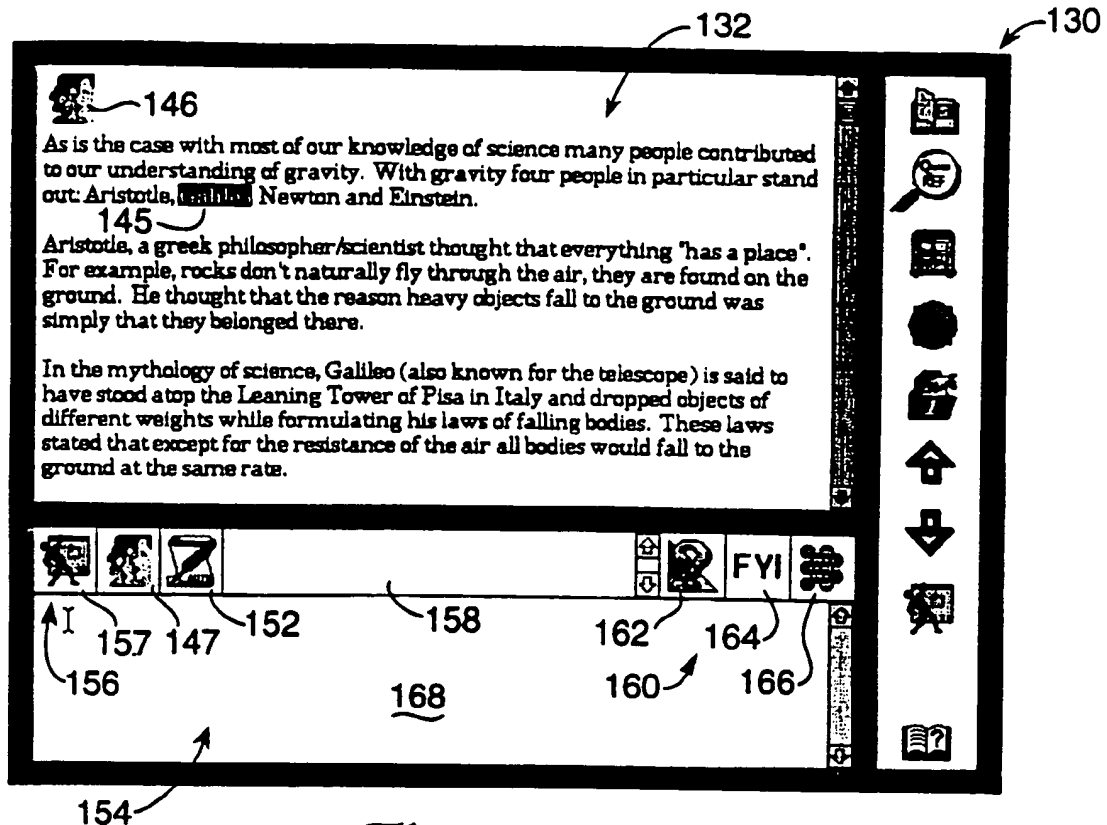 132
130
146
As is the case with most of our knowledge of science many people contributed
to our understanding of gravity. With gravity four people in particular stand
out: Aristotle, Newton and Einstein.
145
Aristotle, a greek philosopher/scientist thought that everything "has a place".
For example, rocks don't naturally fly through the air, they are found on the
ground. He thought that the reason heavy objects fall to the ground was
simply that they belonged there.
In the mythology of science, Galileo (also known for the telescope) is said to
have stood atop the Leaning Tower of Pisa in Italy and dropped objects of
different weights while formulating his laws of falling bodies. These laws
stated that except for the resistance of the air all bodies would fall to the
ground at the same rate.
REF
FYI
157 147 152 158 162 164
156 168 160 166
?
154